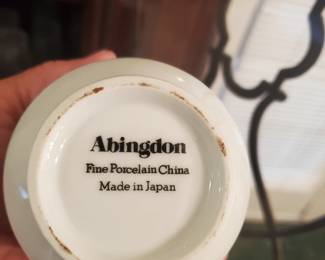 Abingdon
Fine Porcelain China
Made in Japan